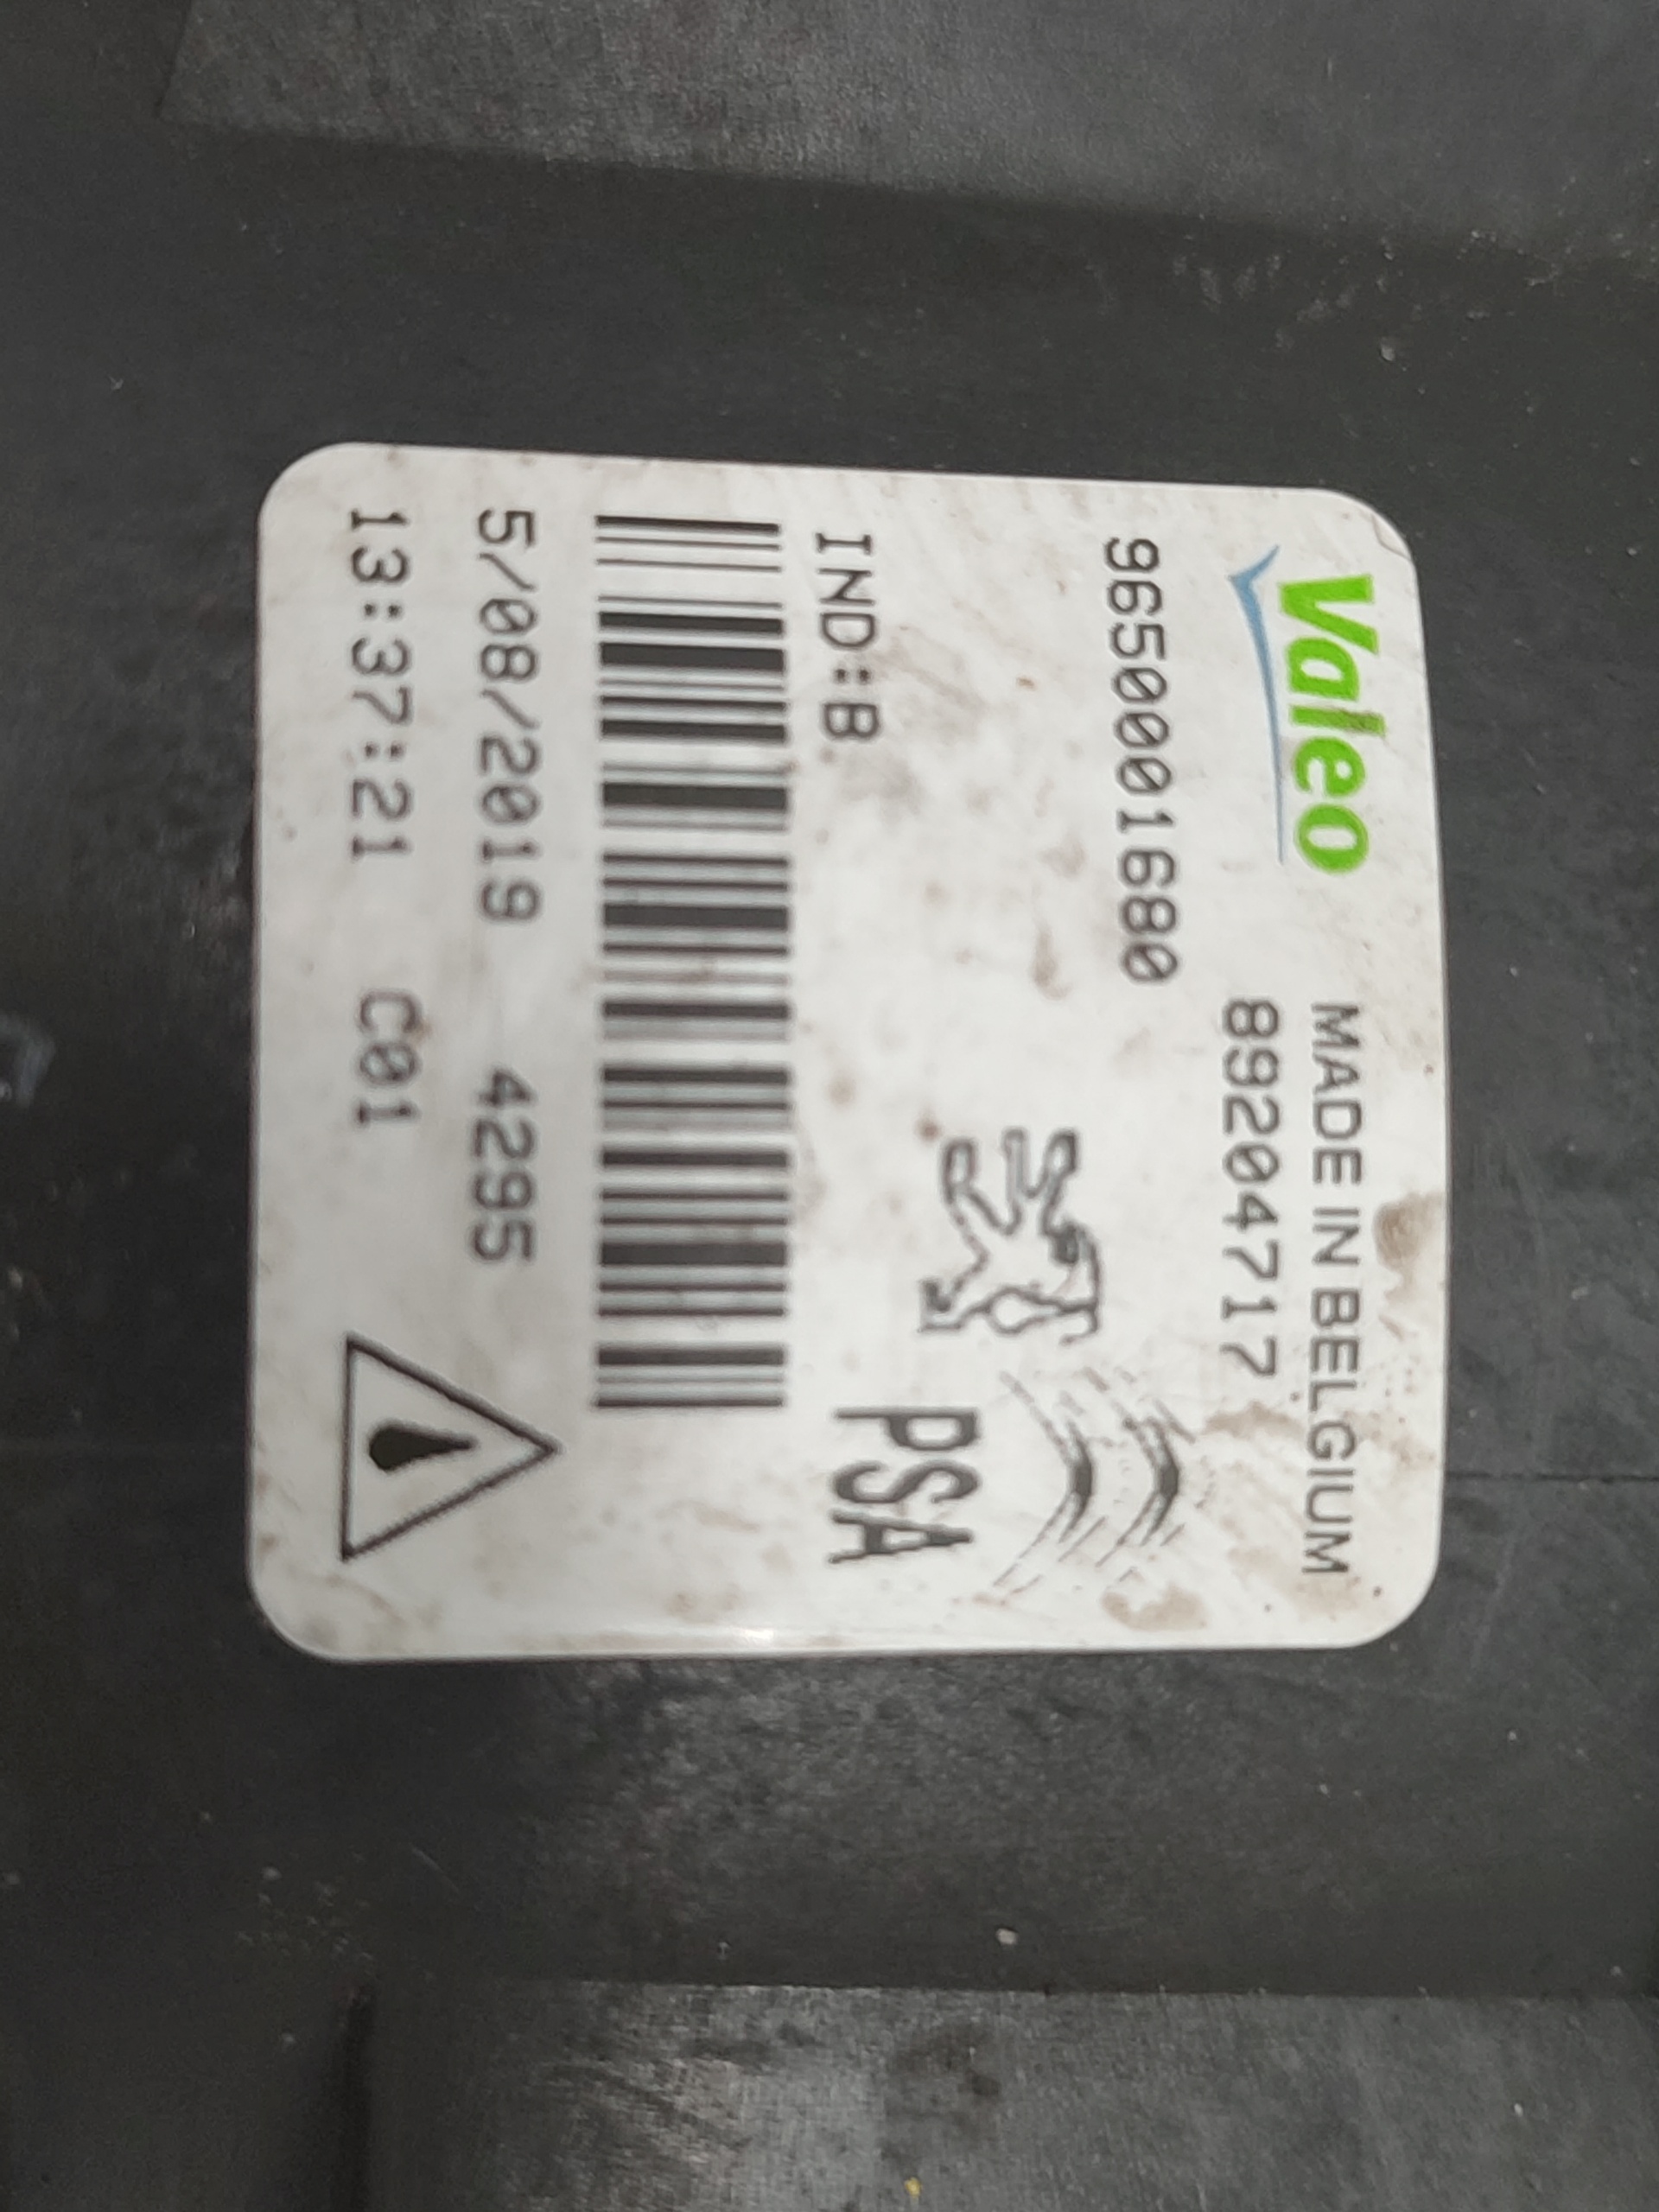 Valeo
MADE IN BELGIUM
89204717
9650001680
IND:B
PSA
5/08/2019 4295
13:37:21 C01